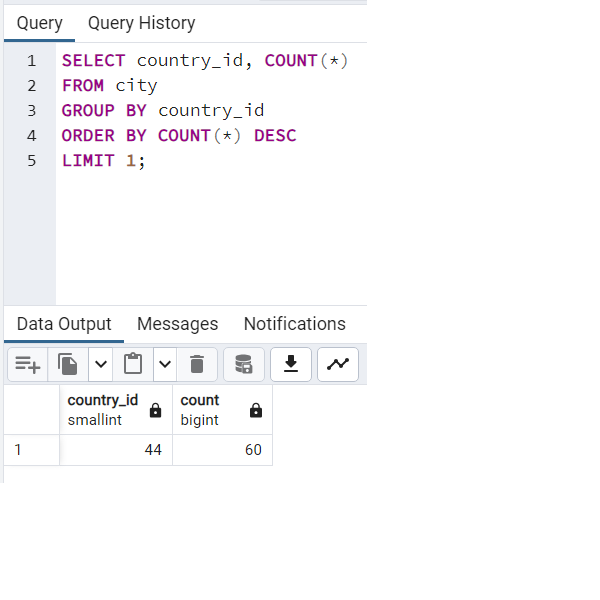 Query Query History
1 SELECT country_id, COUNT(*)
2 FROM city
3 GROUP BY country_id
4 ORDER BY COUNT(*) DESC
5 LIMIT 1;
Data Output Messages Notifications
country_id count
smallint bigint
1 44 60